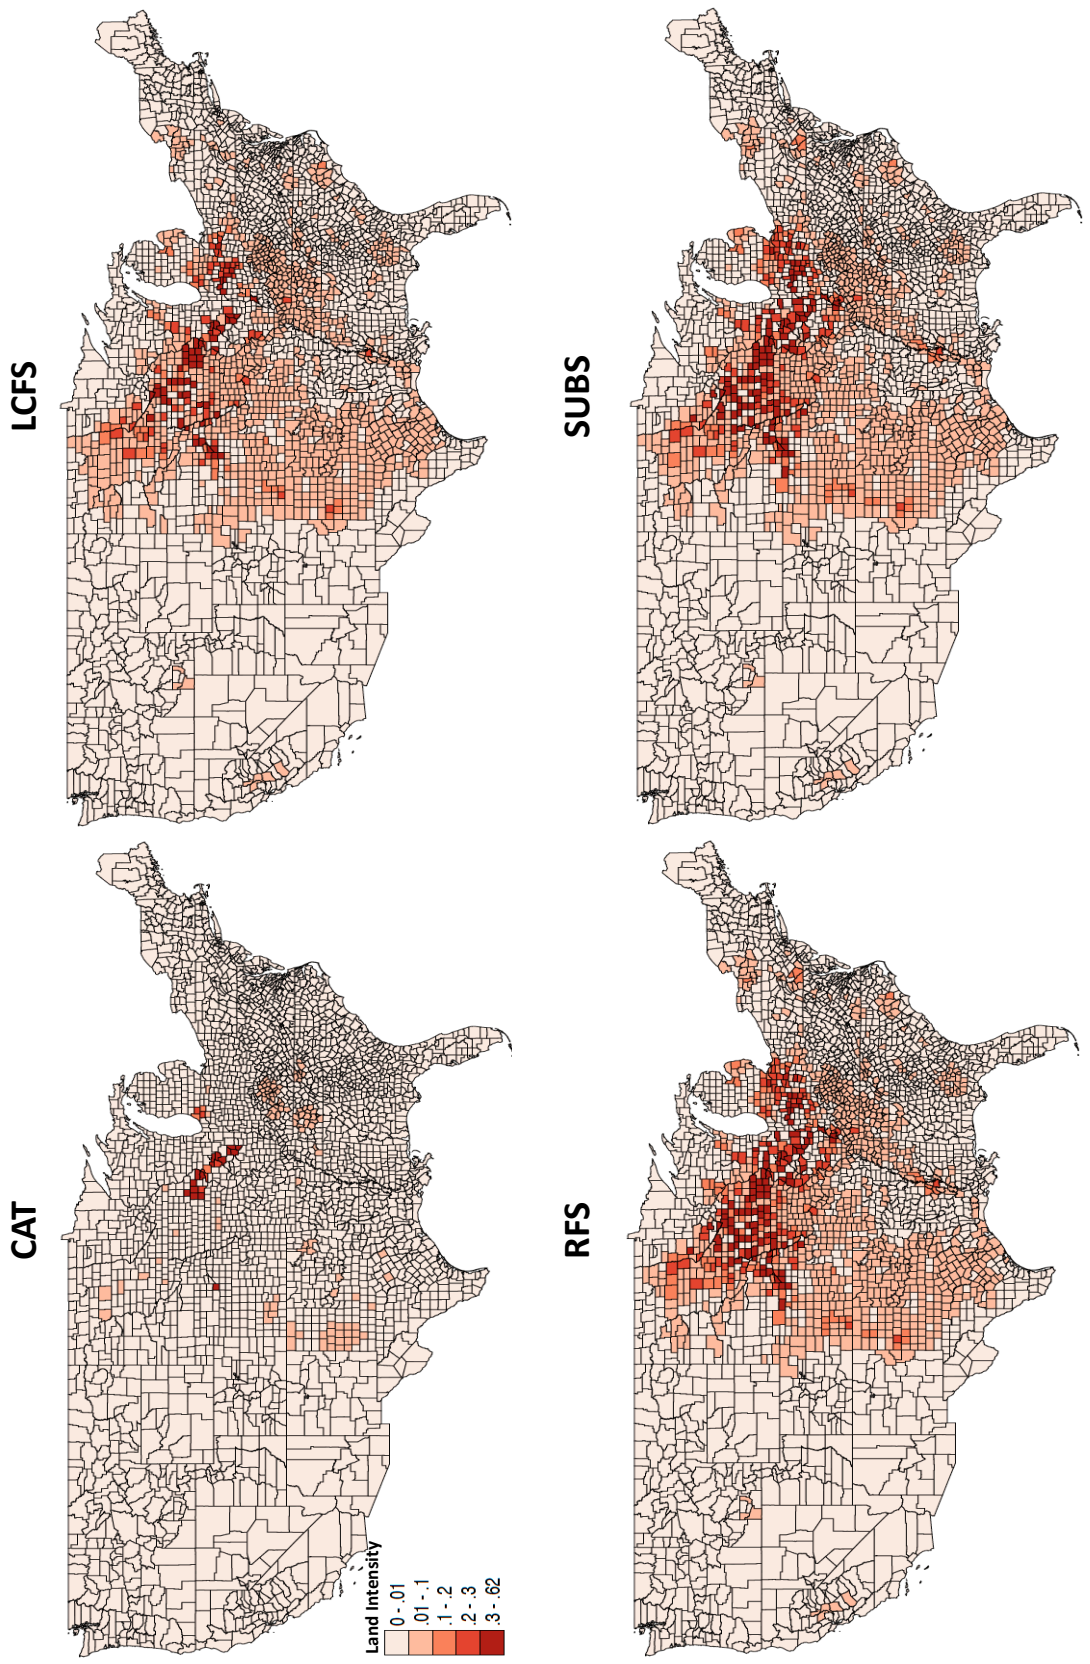 CAT
LCFS
Land Intensity
0 - .01
.01 - .1
.1 - .2
.2 - .3
.3 - .62
RFS
SUBS